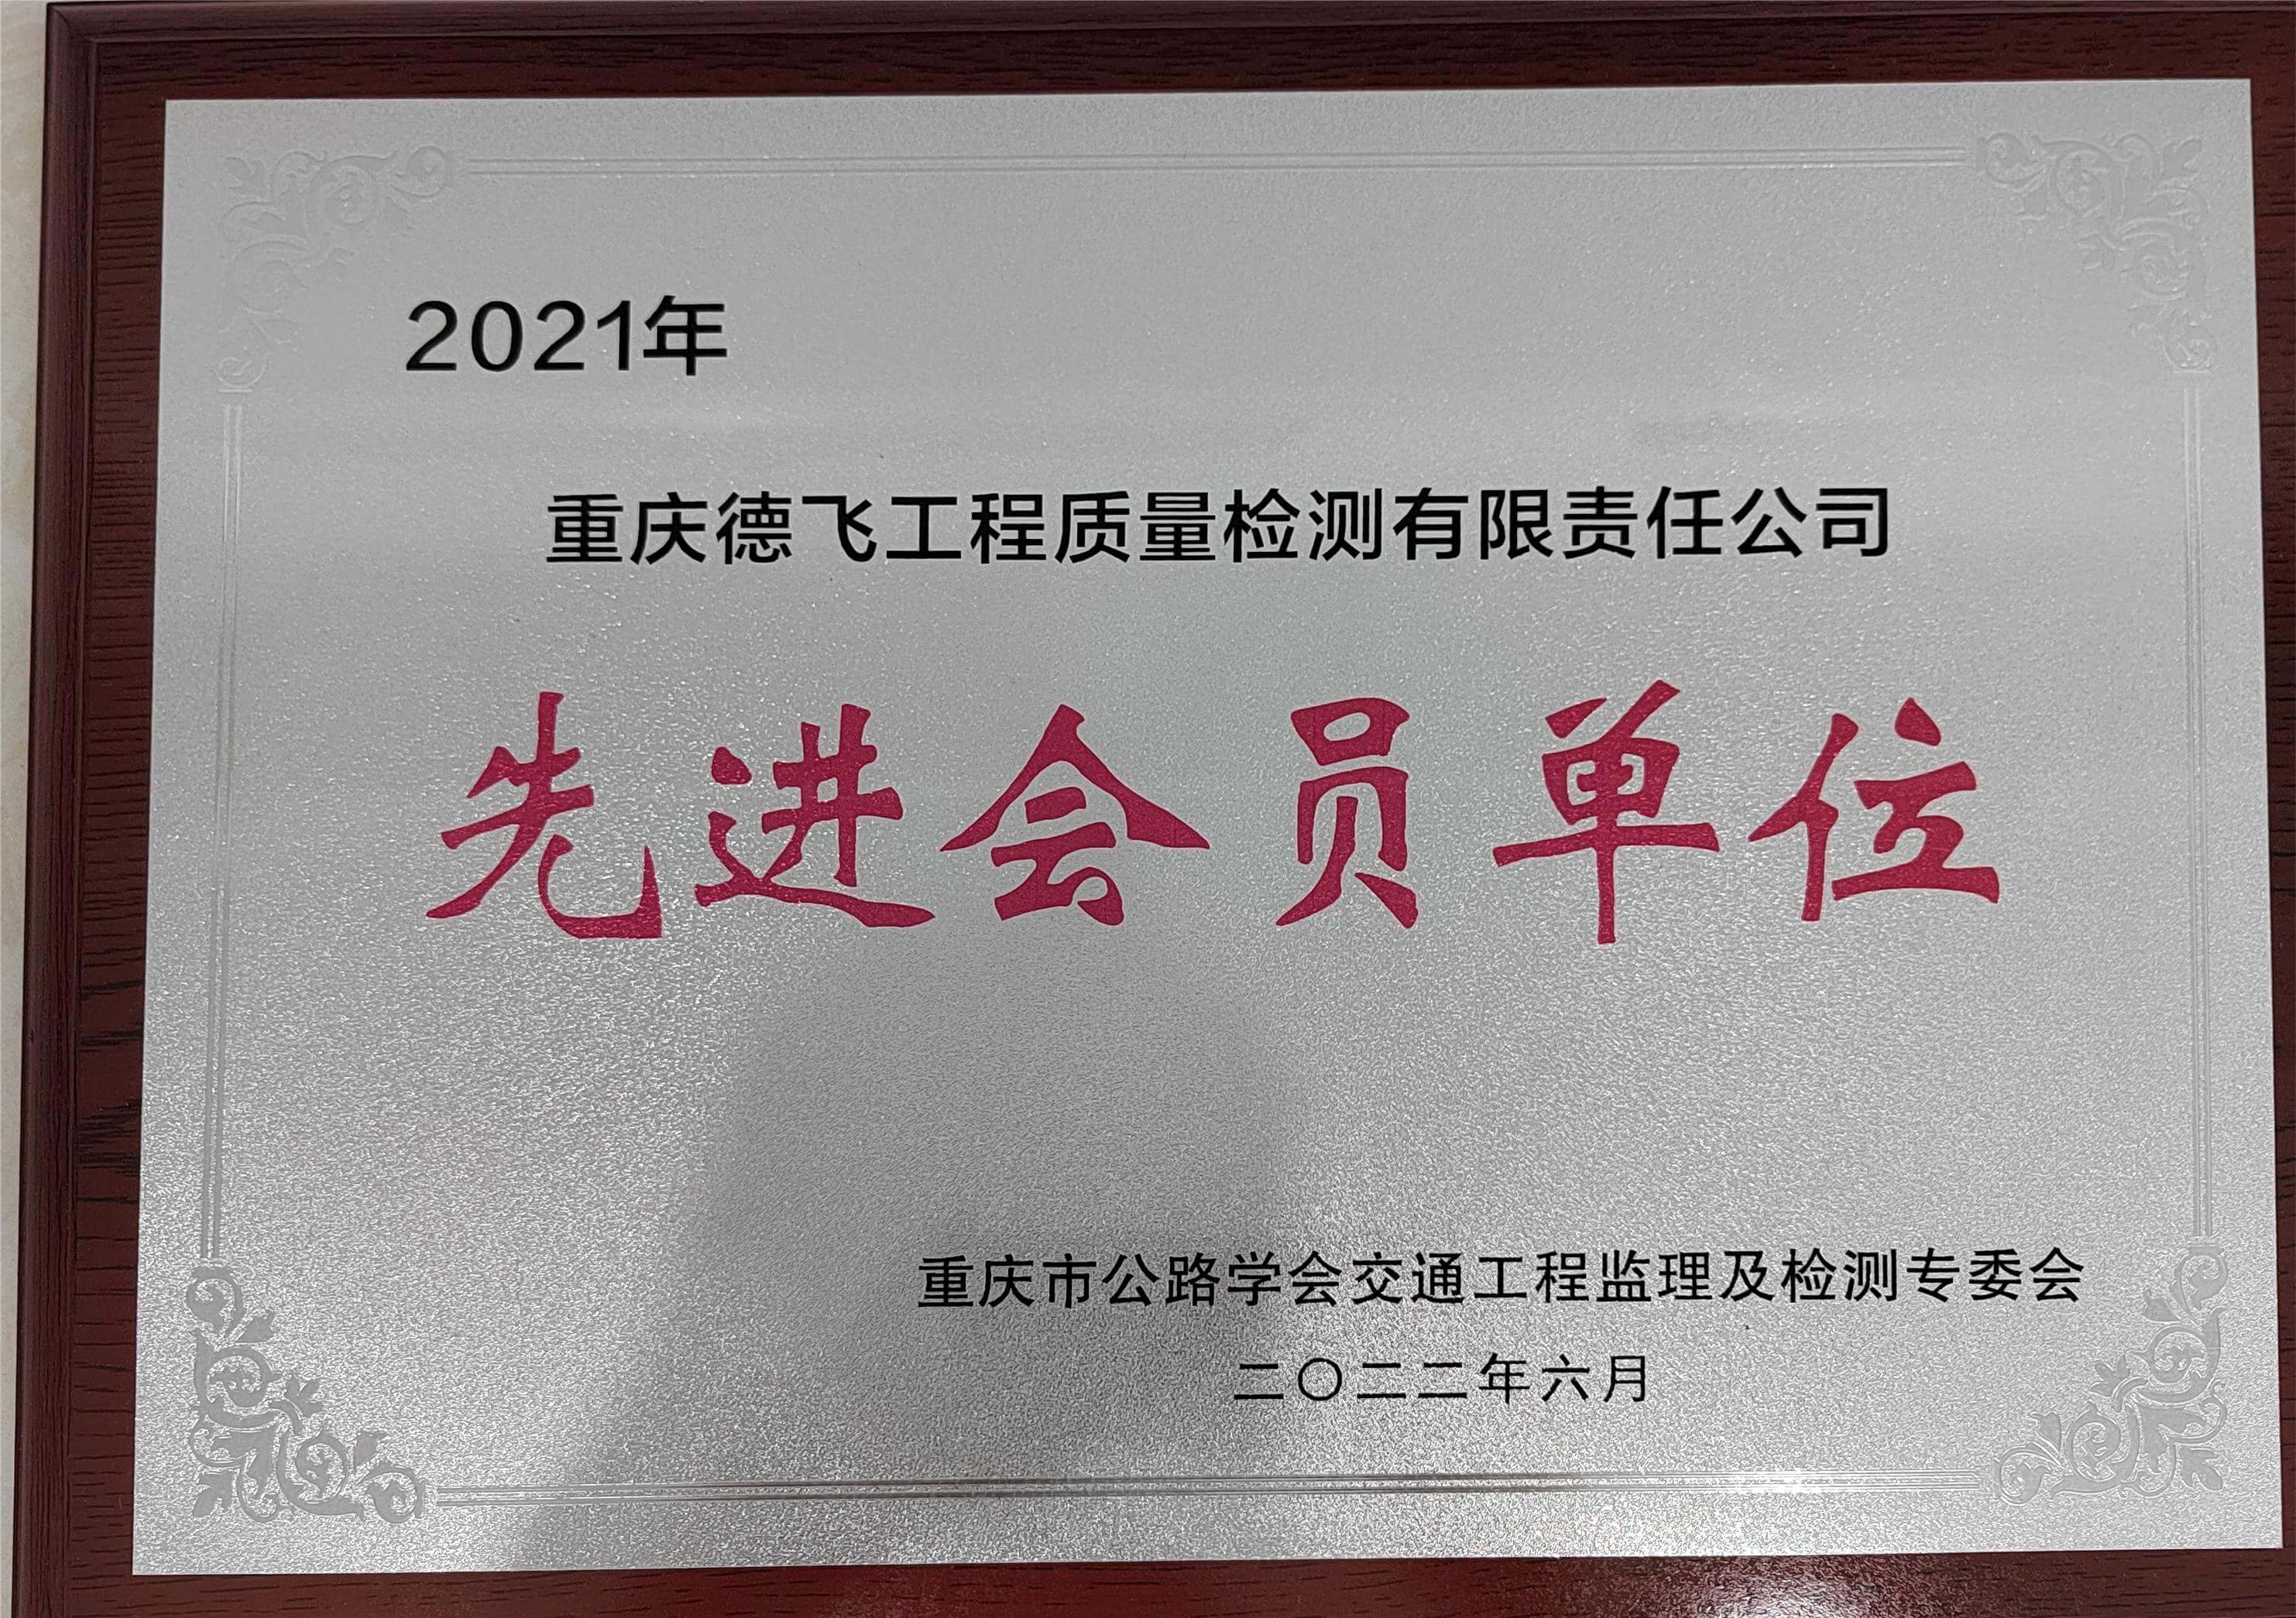 2021年
重庆德飞工程质量检测有限责任公司
先进会员单位
重庆市公路学会交通工程监理及检测专委会
二〇二二年六月